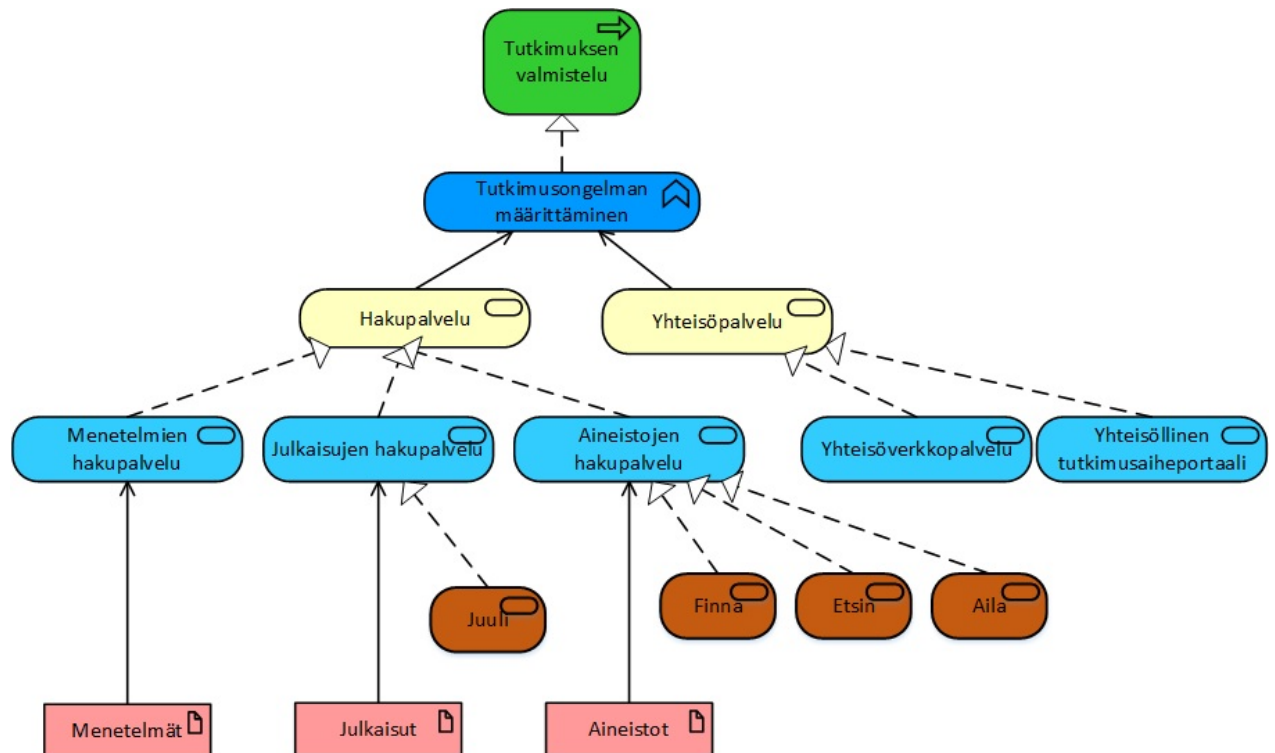 Tutkimuksen
valmistelu
Tutkimusongelman
määrittäminen
Hakupalvelu
Yhteisöpalvelu
Menetelmien
hakupalvelu
Julkaisujen hakupalvelu
Aineistojen
hakupalvelu
Yhteisöverkkopalvelu
Yhteisöllinen
tutkimusaiheportaali
Juuli
Finna
Etsin
Aila
Menetelmät
Julkaisut
Aineistot